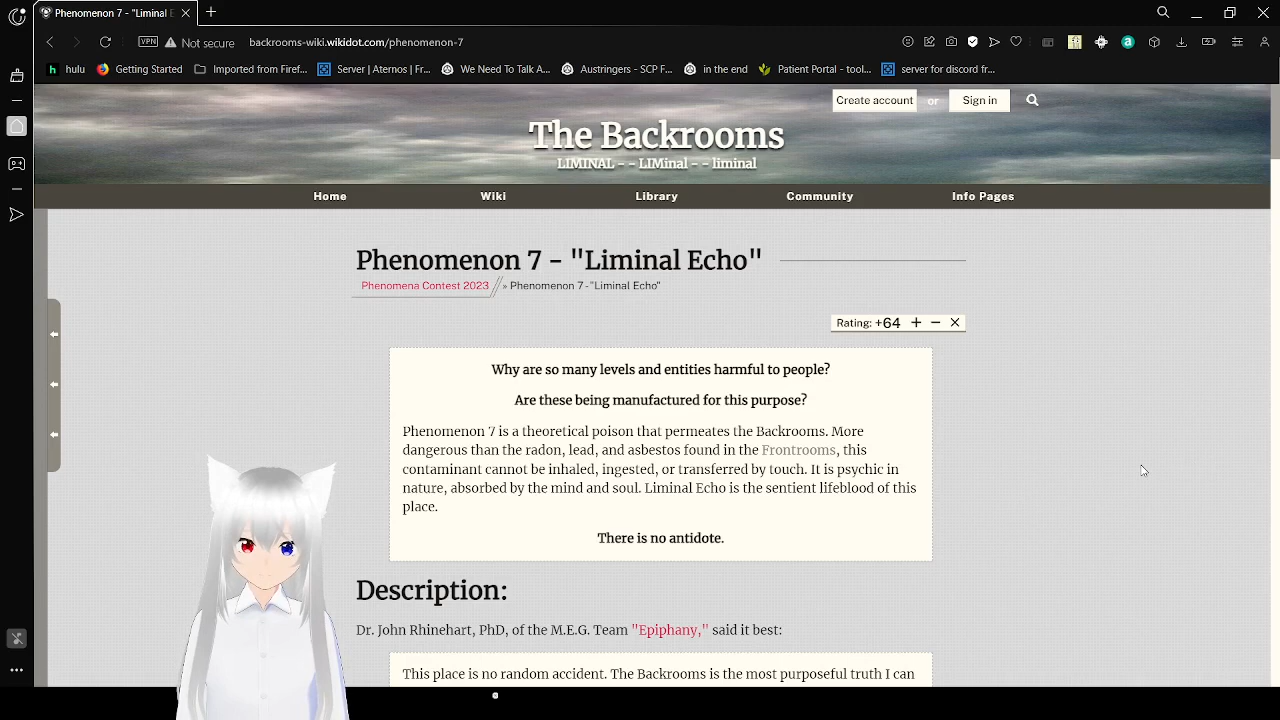 Phenomenon 7 - "Liminal E
VPN Not secure backrooms-wiki.wikidot.com/phenomenon-7
hulu Getting Started Imported from Firef... Server | Aternos | Fr... We Need To Talk A... Austringers - SCP F... in the end Patient Portal - tool... server for discord fr...
Create account or Sign in
The Backrooms
LIMINAL - - LIMinal - - liminal
Home Wiki Library Community Info Pages
Phenomenon 7 - "Liminal Echo"
Phenomena Contest 2023 » Phenomenon 7 - "Liminal Echo"
Rating: +64 + − X
Why are so many levels and entities harmful to people?
Are these being manufactured for this purpose?
Phenomenon 7 is a theoretical poison that permeates the Backrooms. More
dangerous than the radon, lead, and asbestos found in the Frontrooms, this
contaminant cannot be inhaled, ingested, or transferred by touch. It is psychic in
nature, absorbed by the mind and soul. Liminal Echo is the sentient lifeblood of this
place.
There is no antidote.
Description:
Dr. John Rhinehart, PhD, of the M.E.G. Team "Epiphany," said it best:
This place is no random accident. The Backrooms is the most purposeful truth I can